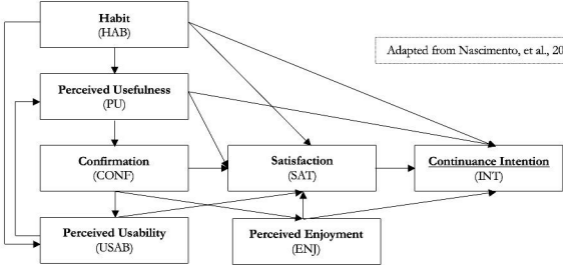 Habit
(HAB)
Adapted from Nascimento, et al., 20
Perceived Usefulness
(PU)
Confirmation
(CONF)
Satisfaction
(SAT)
Continuance Intention
(INT)
Perceived Usability
(USAB)
Perceived Enjoyment
(ENJ)